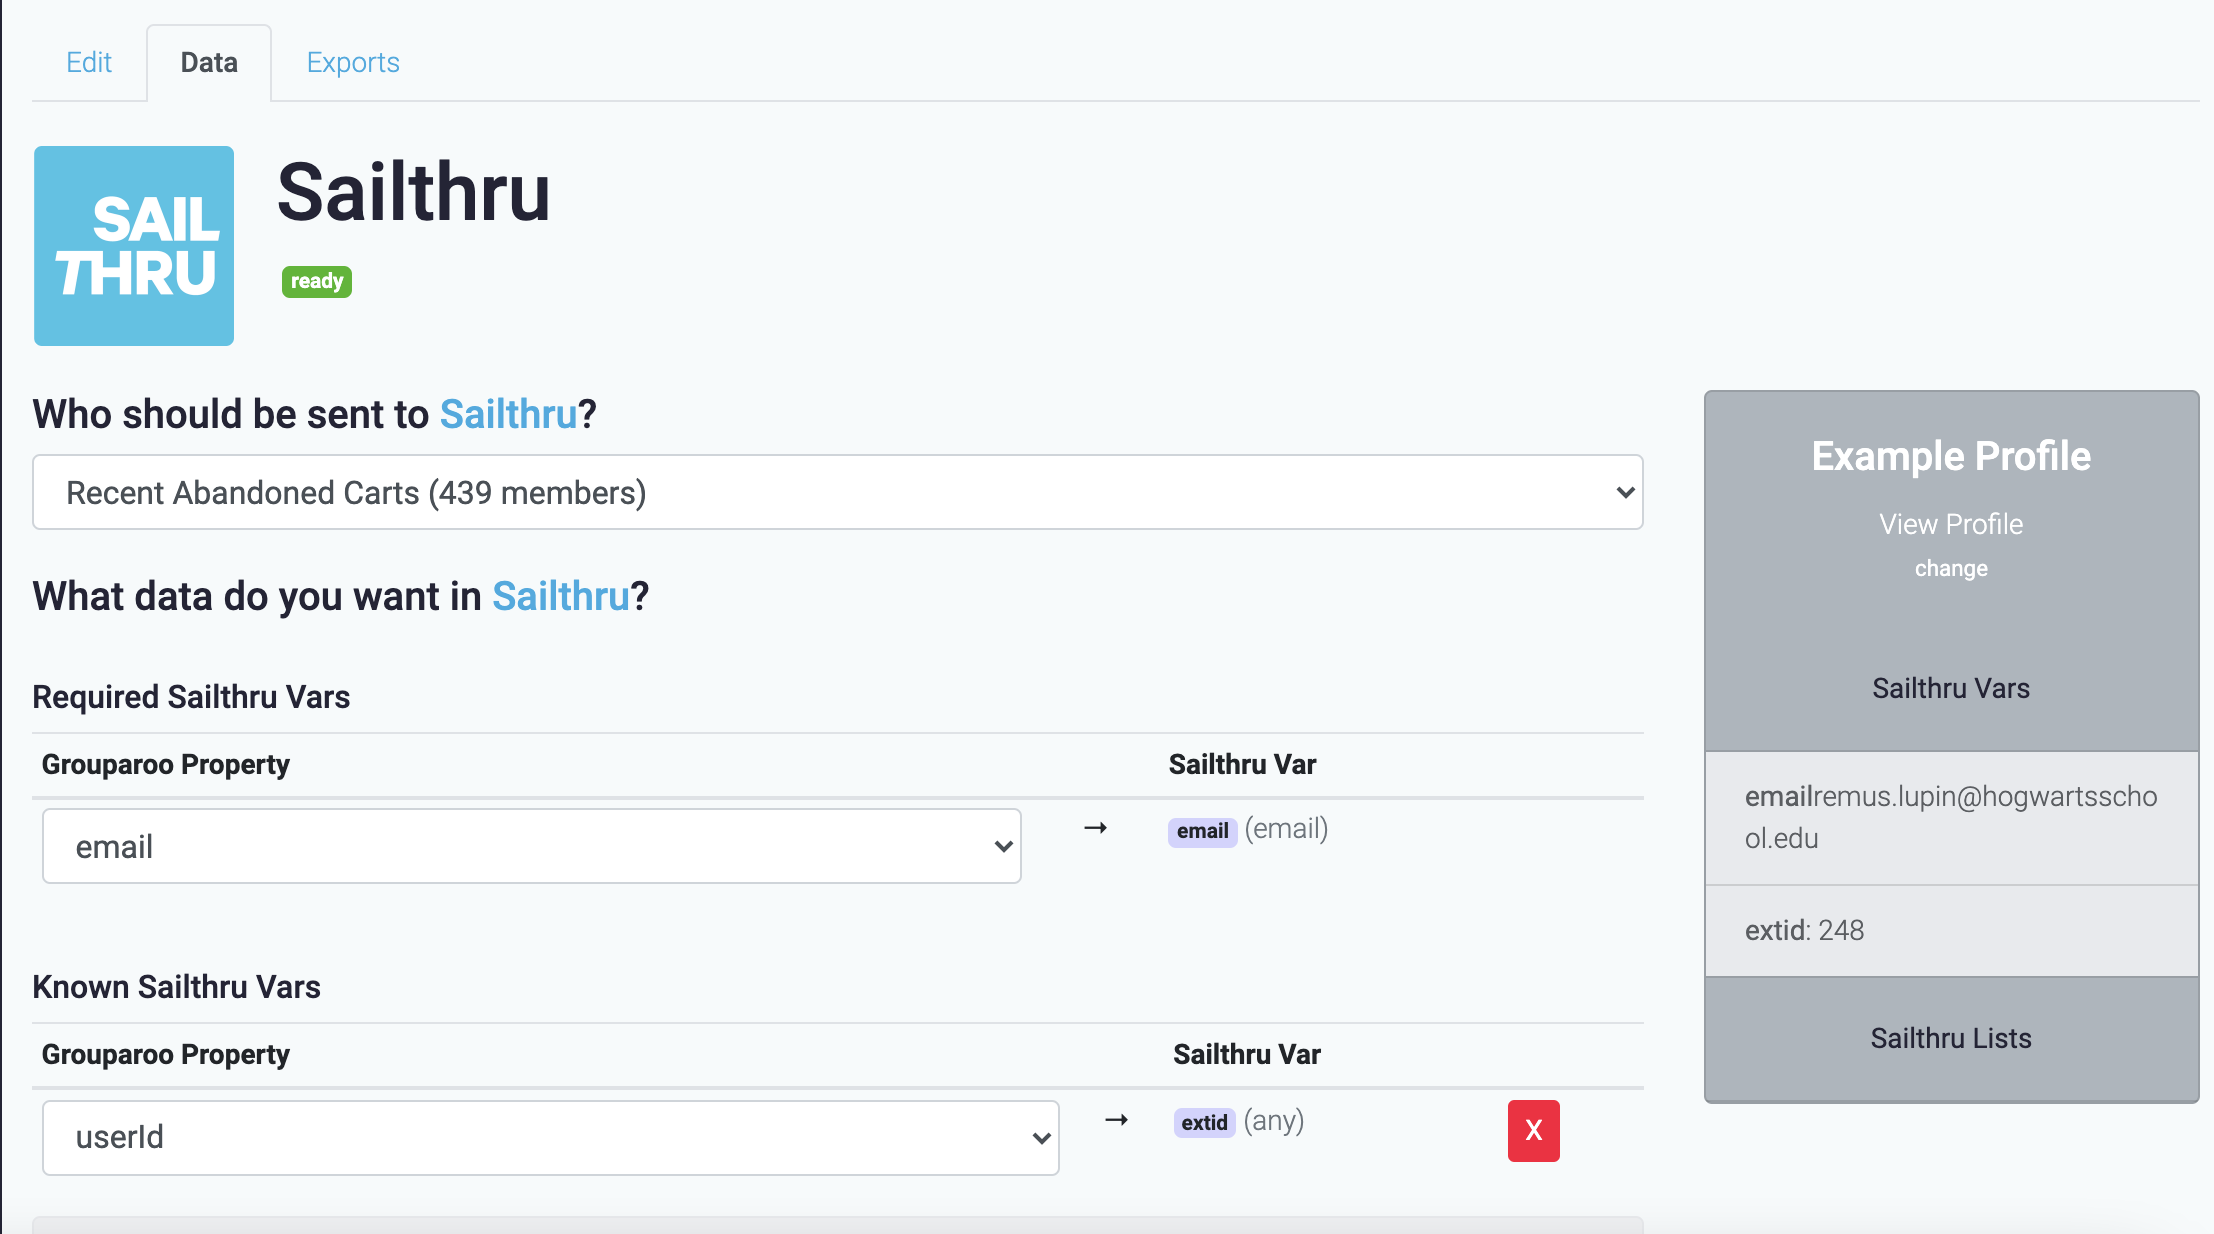 Edit
Data
Exports
SAIL
THRU
Sailthru
ready
Who should be sent to Sailthru?
Recent Abandoned Carts (439 members)
What data do you want in Sailthru?
Required Sailthru Vars
Grouparoo Property
Sailthru Var
email
→
email (email)
Known Sailthru Vars
Grouparoo Property
Sailthru Var
userId
→
extid (any)
X
Example Profile
View Profile
change
Sailthru Vars
emailremus.lupin@hogwartsscho
ol.edu
extid: 248
Sailthru Lists